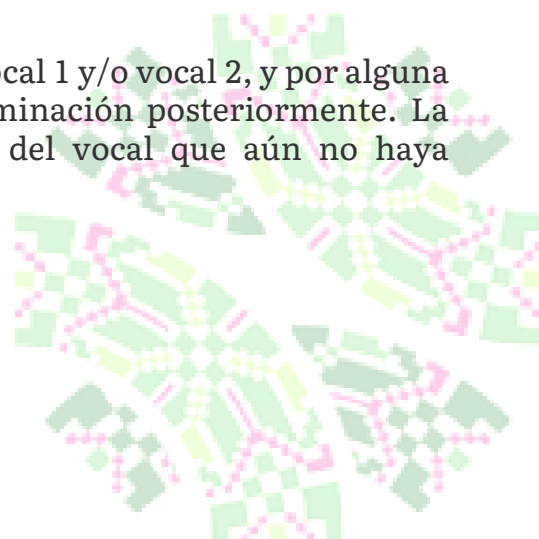 ocal 1 y/o vocal 2, y por alguna
minación posteriormente. La
del vocal que aún no haya